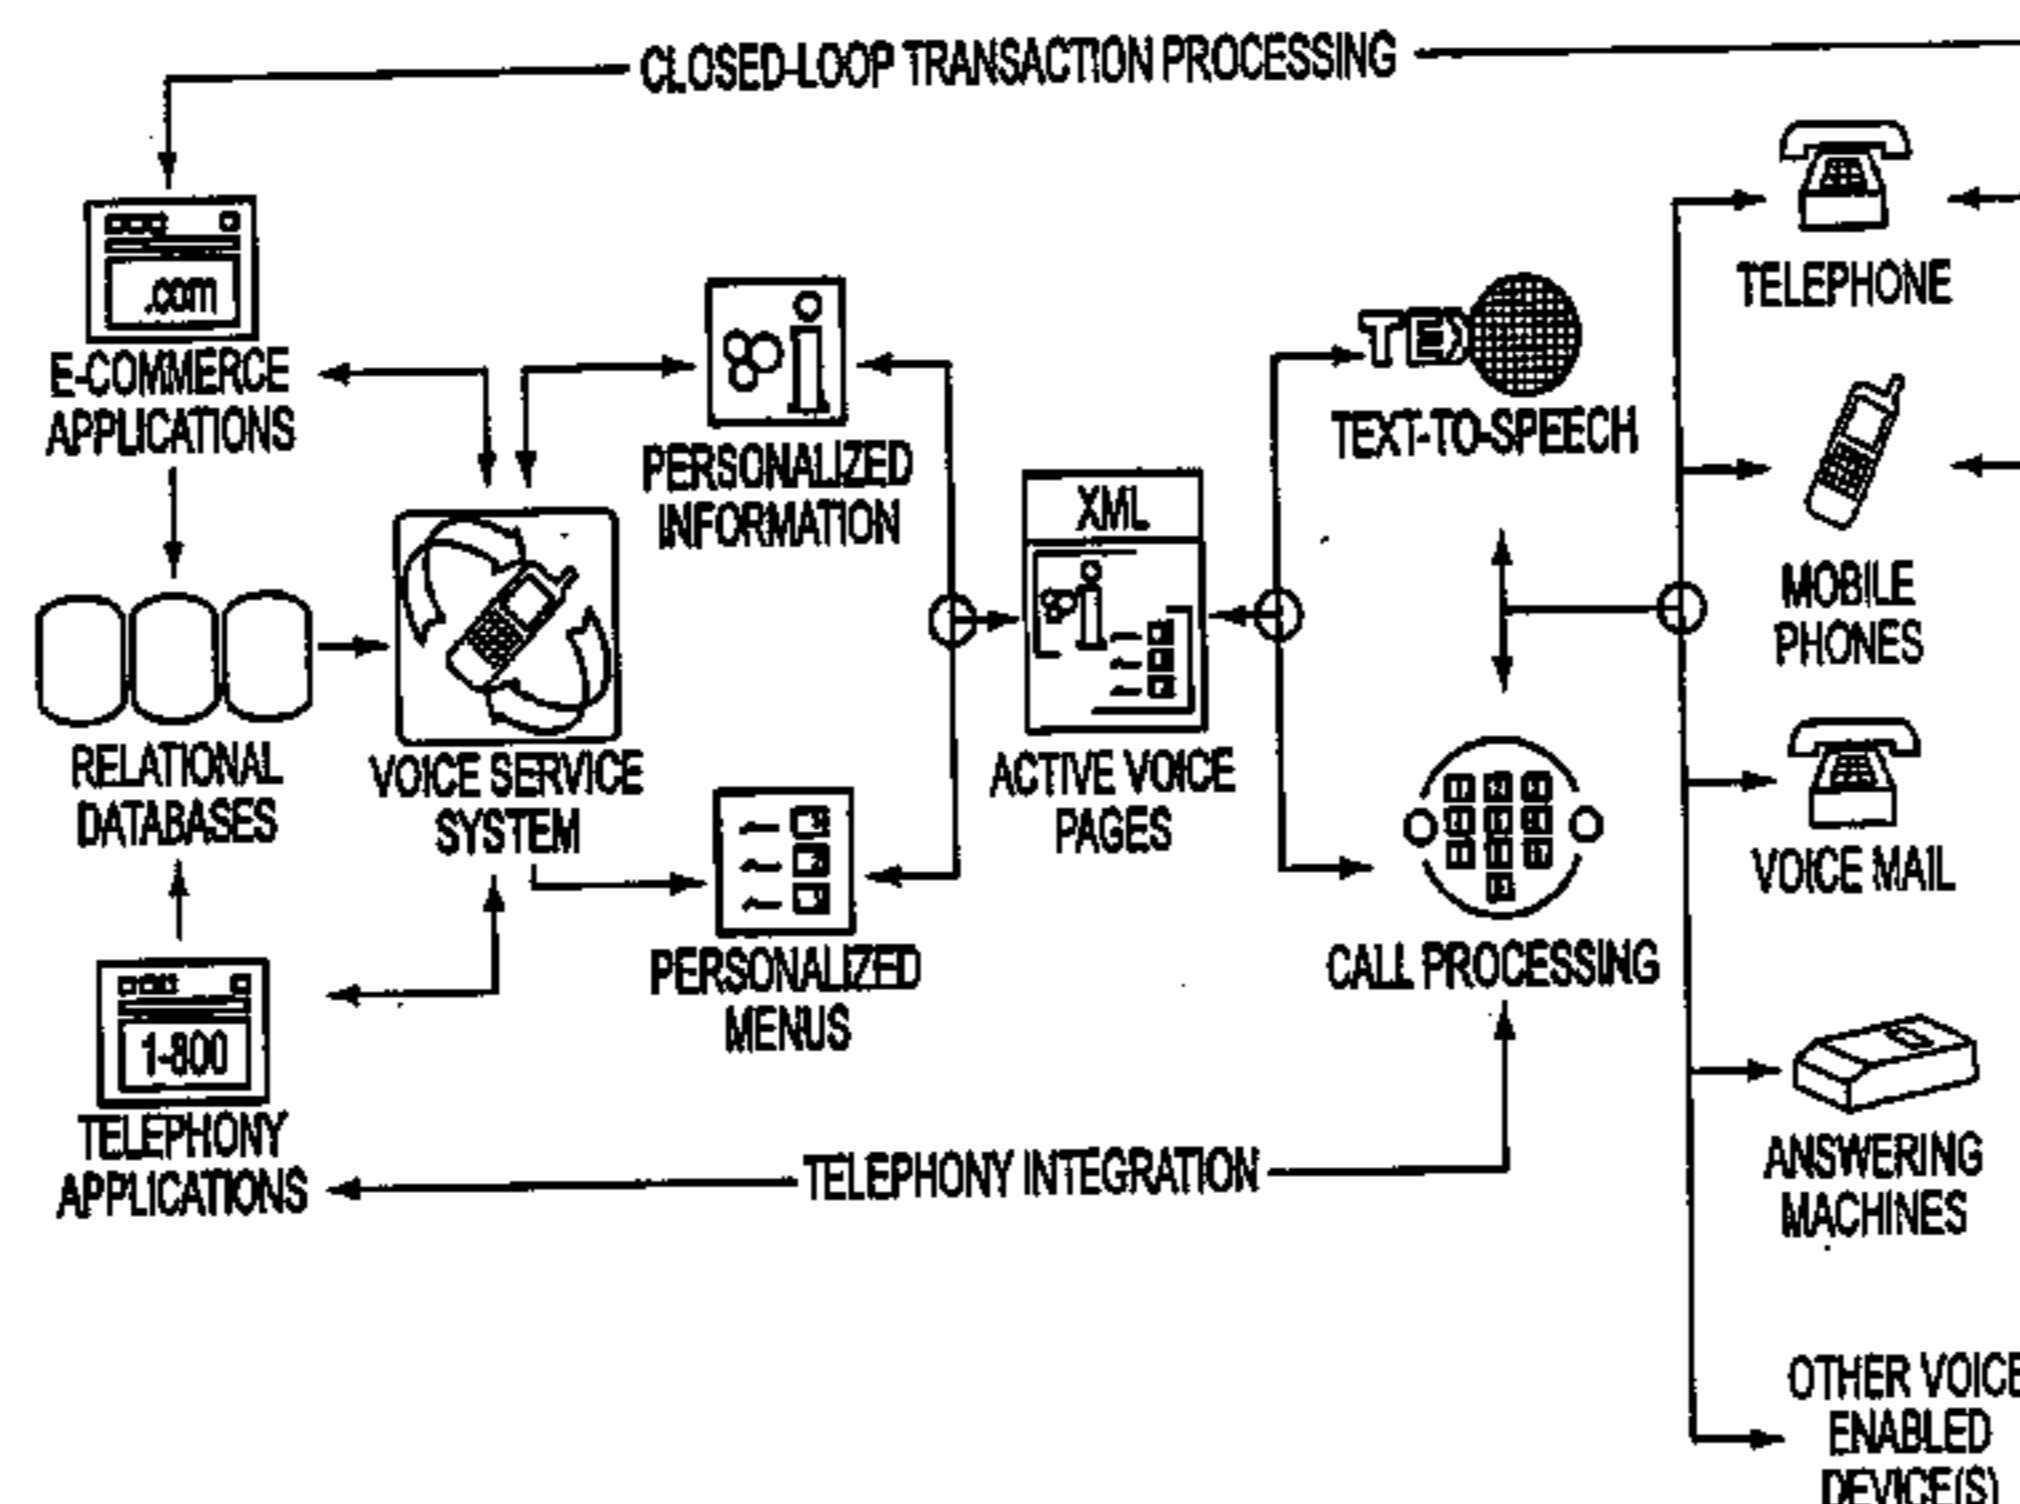 CLOSED-LOOP TRANSACTION PROCESSING
.com
E-COMMERCE
APPLICATIONS
PERSONALIZED
INFORMATION
XML
TEX
TEXT-TO-SPEECH
TELEPHONE
MOBILE
PHONES
RELATIONAL
DATABASES
VOICE SERVICE
SYSTEM
ACTIVE VOICE
PAGES
VOICE MAIL
1-800
TELEPHONY
APPLICATIONS
PERSONALIZED
MENUS
CALL PROCESSING
TELEPHONY INTEGRATION
ANSWERING
MACHINES
OTHER VOICE
ENABLED
DEVICE(S)